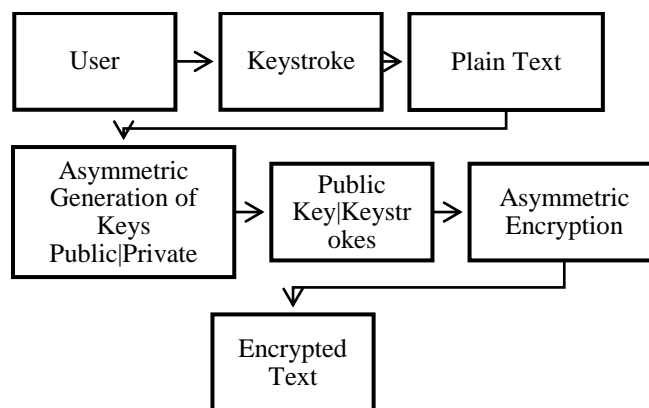 User
Keystroke
Plain Text
Asymmetric
Generation of
Keys
Public|Private
Public
Key|Keystr
okes
Asymmetric
Encryption
Encrypted
Text